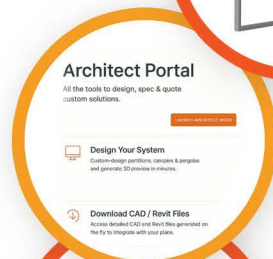 Architect Portal
All the tools to design, spec & quote
custom solutions.
LAUNCH ARCHITECT MODE
Design Your System
Custom-design partitions, canopies & pergolas
and generate 3D preview in minutes.
Download CAD / Revit Files
Access detailed CAD and Revit files generated on
the fly to integrate with your plans.